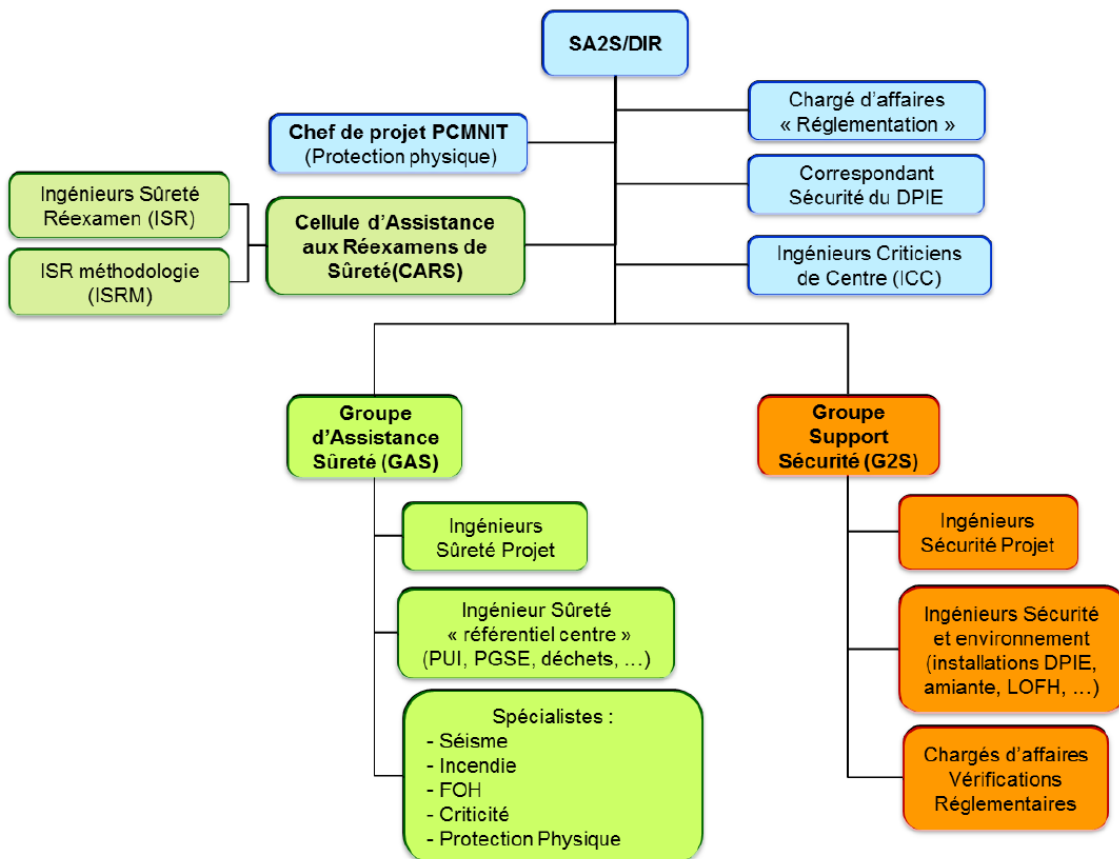 SA2S/DIR
Chargé d’affaires
« Réglementation »
Chef de projet PCMNIT
(Protection physique)
Correspondant
Sécurité du DPIE
Ingénieurs Sûreté
Réexamen (ISR)
Cellule d’Assistance
aux Réexamens de
Sûreté(CARS)
ISR méthodologie
(ISRM)
Ingénieurs Criticiens
de Centre (ICC)
Groupe
d’Assistance
Sûreté (GAS)
Groupe
Support
Sécurité (G2S)
Ingénieurs
Sûreté Projet
Ingénieur Sûreté
« référentiel centre »
(PUI, PGSE, déchets, ...)
Spécialistes :
- Séisme
- Incendie
- FOH
- Criticité
- Protection Physique
Ingénieurs
Sécurité Projet
Ingénieurs Sécurité
et environnement
(installations DPIE,
amiante, LOFH, ...)
Chargés d’affaires
Vérifications
Réglementaires